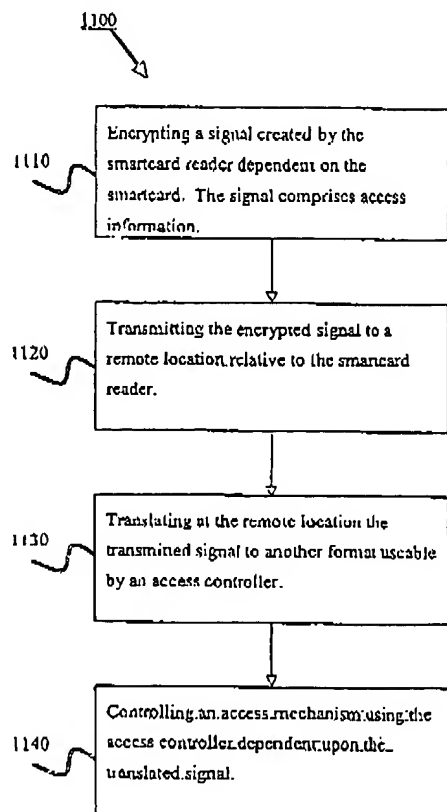 1100
Encrypting a signal created by the
1110
smartcard reader dependent on the
smartcard. The signal comprises access
information.
Transmitting the encrypted signal to a
1120
remote location relative to the smartcard
reader.
Translating at the remote location the
1130
transmitted signal to another format useable
by an access controller.
Controlling an access mechanism using the
1140
access controller dependent upon the
translated signal.